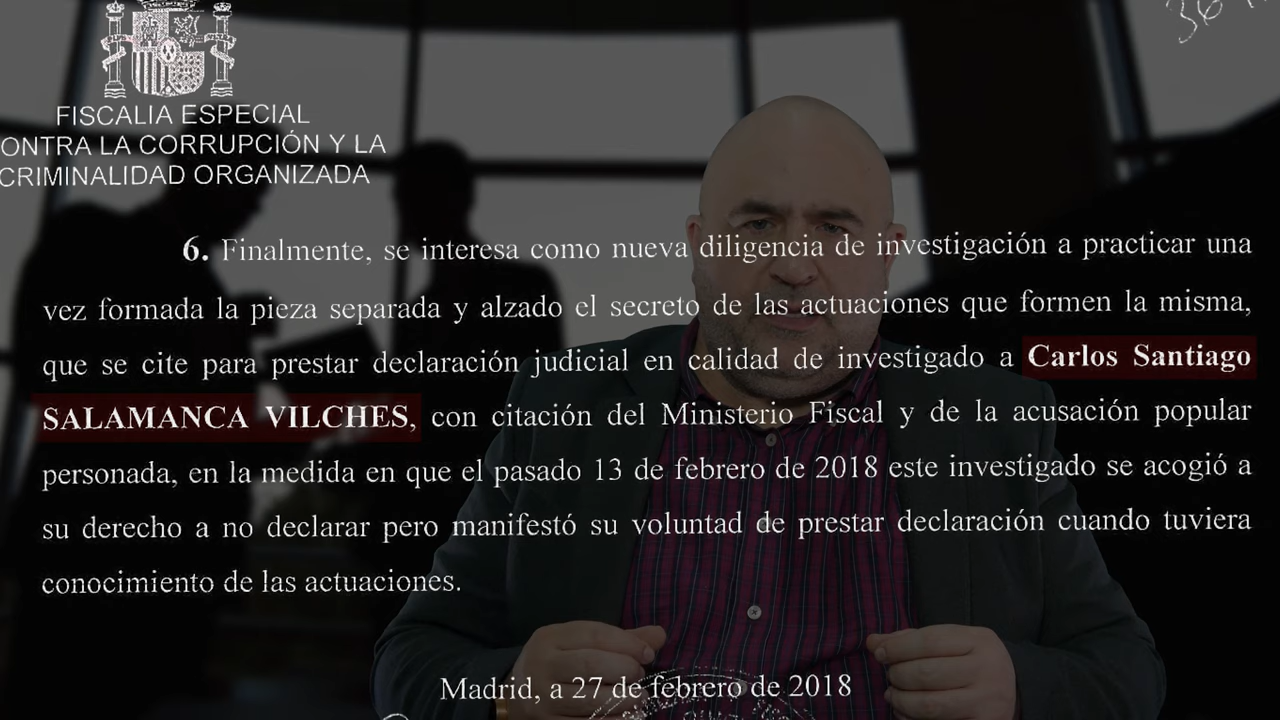 FISCALIA ESPECIAL
ONTRA LA CORRUPCIÓN Y LA
CRIMINALIDAD ORGANIZADA
6. Finalmente, se interesa como nueva diligencia de investigación a practicar una
vez formada la pieza separada y alzado el secreto de las actuaciones que formen la misma,
que se cite para prestar declaración judicial en calidad de investigado a Carlos Santiago
SALAMANCA VILCHES, con citación del Ministerio Fiscal y de la acusación popular
personada, en la medida en que el pasado 13 de febrero de 2018 este investigado se acogió a
su derecho a no declarar pero manifestó su voluntad de prestar declaración cuando tuviera
conocimiento de las actuaciones.
Madrid, a 27 de febrero de 2018